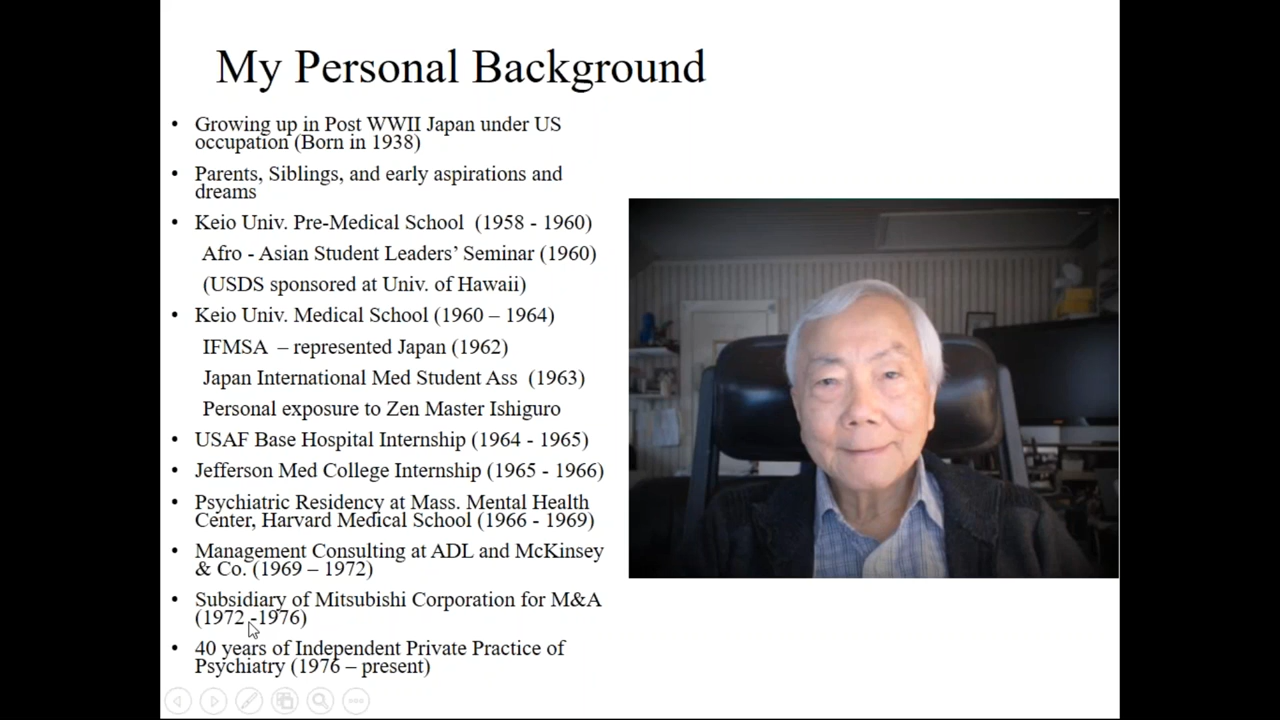 My Personal Background
• Growing up in Post WWII Japan under US
occupation (Born in 1938)
• Parents, Siblings, and early aspirations and
dreams
• Keio Univ. Pre-Medical School (1958 - 1960)
Afro - Asian Student Leaders’ Seminar (1960)
(USDS sponsored at Univ. of Hawaii)
• Keio Univ. Medical School (1960 – 1964)
IFMSA – represented Japan (1962)
Japan International Med Student Ass (1963)
Personal exposure to Zen Master Ishiguro
• USAF Base Hospital Internship (1964 - 1965)
• Jefferson Med College Internship (1965 - 1966)
• Psychiatric Residency at Mass. Mental Health
Center, Harvard Medical School (1966 - 1969)
• Management Consulting at ADL and McKinsey
& Co. (1969 – 1972)
• Subsidiary of Mitsubishi Corporation for M&A
(1972 -1976)
• 40 years of Independent Private Practice of
Psychiatry (1976 – present)